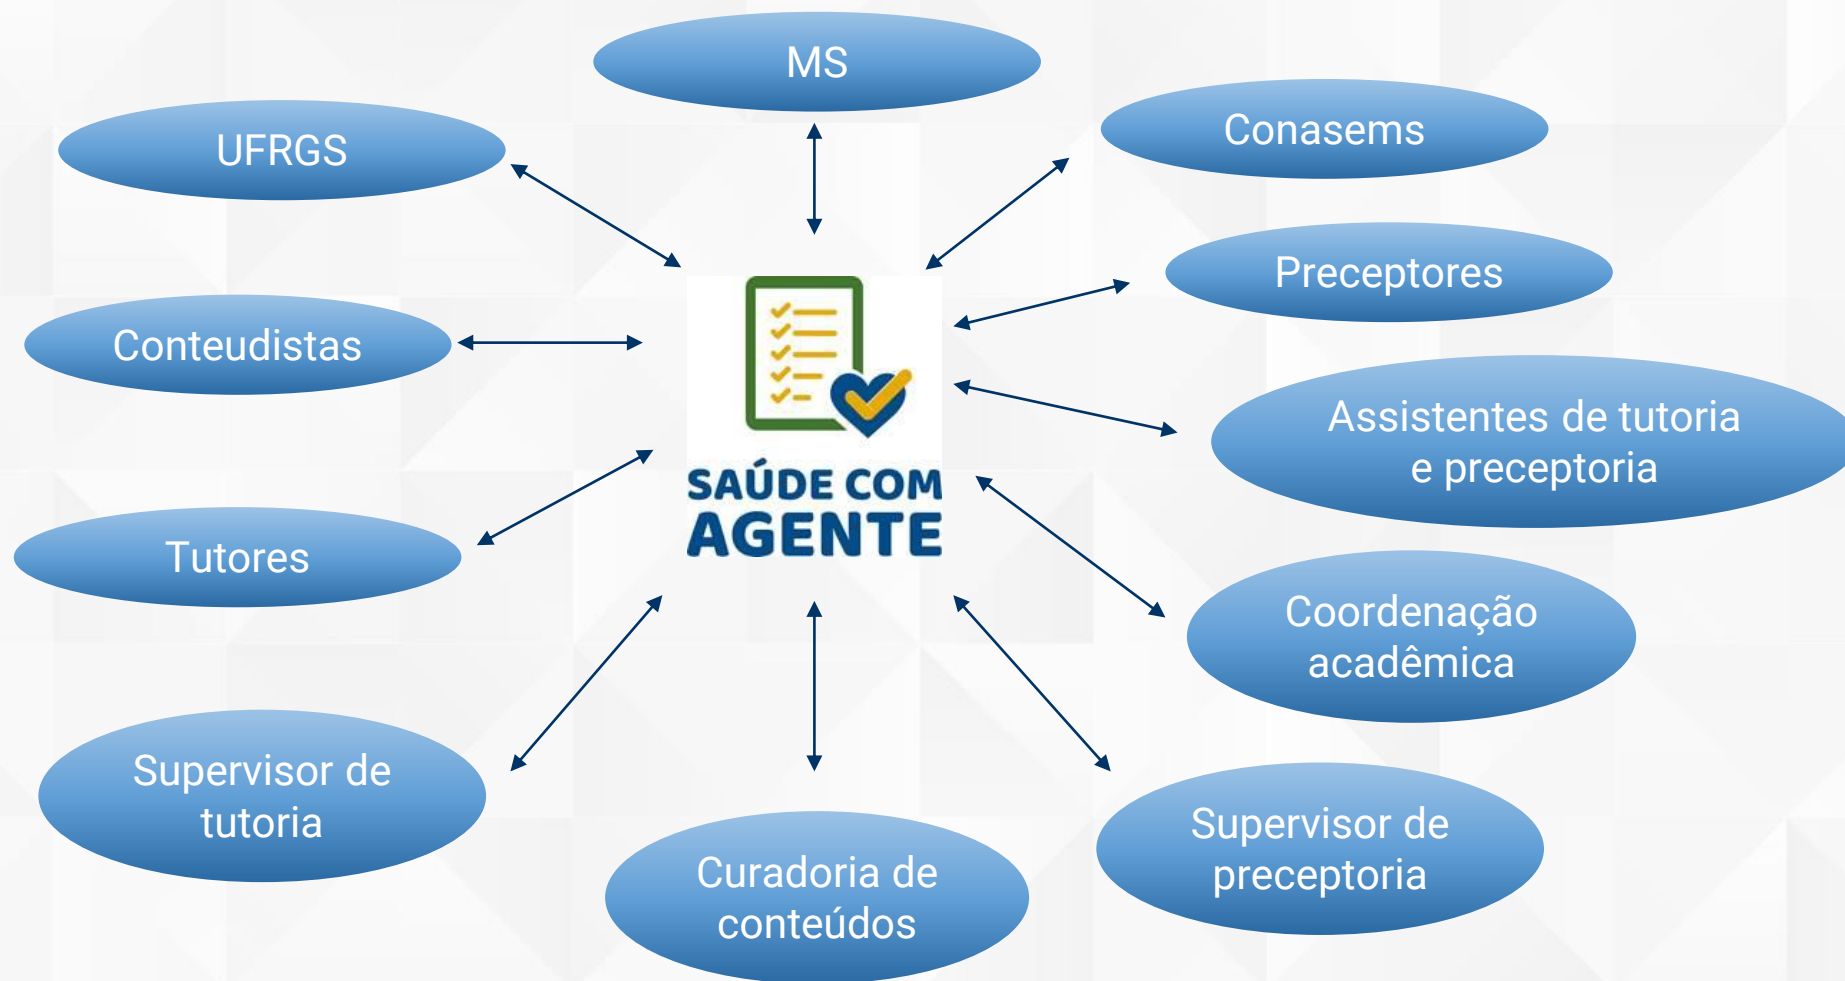 MS
UFRGS
Conasems
Preceptores
Conteudistas
Assistentes de tutoria
e preceptoria
SAÚDE COM
AGENTE
Tutores
Coordenação
acadêmica
Supervisor de
tutoria
Supervisor de
preceptoria
Curadoria de
conteúdos